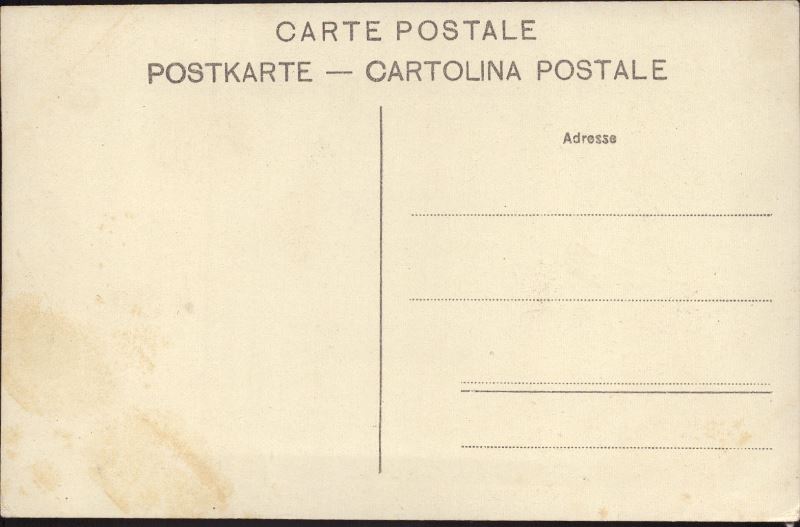 CARTE POSTALE
POSTKARTE — CARTOLINA POSTALE
Adresse